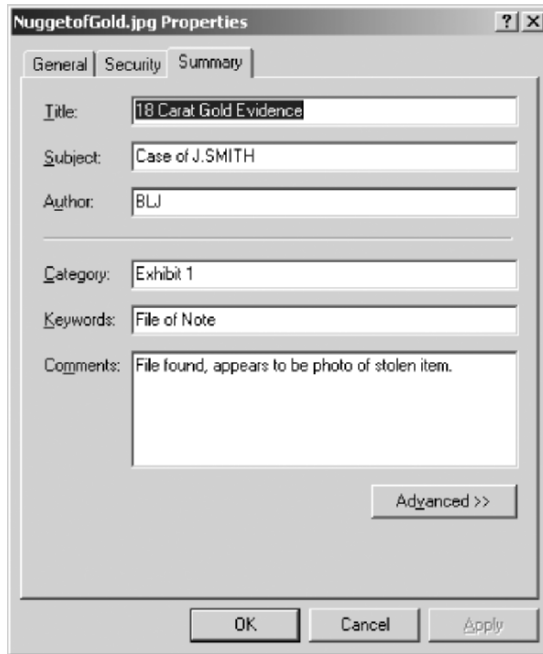 NuggetofGold.jpg Properties ? X
General Security Summary
Title: 18 Carat Gold Evidence
Subject: Case of J.SMITH
Author: BLJ
Category: Exhibit 1
Keywords: File of Note
Comments: File found, appears to be photo of stolen item.
Advanced >>
OK Cancel Apply